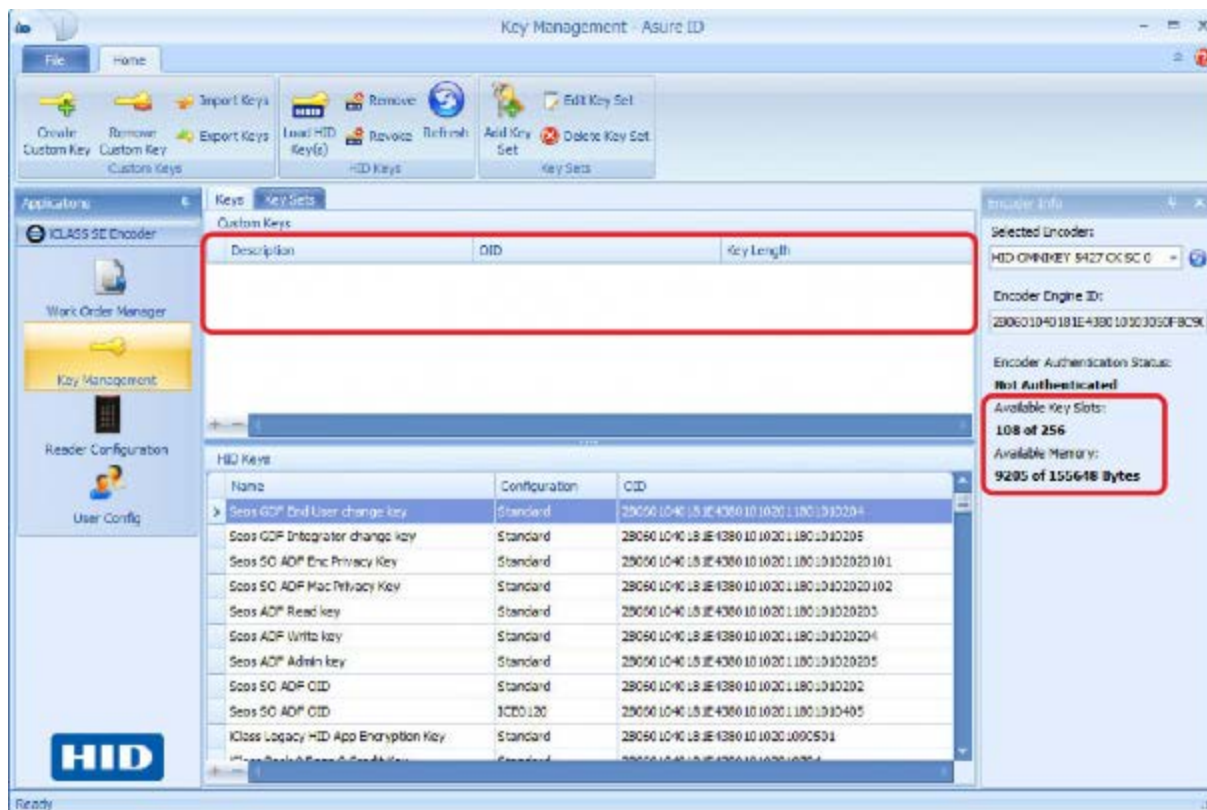 Key Management - Asure ID
File Home
Create Custom Key
Remove Custom Key
Import Keys
Export Keys
Custom Keys
Load HID Key(s)
Remove
Revoke
Refresh
HID Keys
Add Key Set
Edit Key Set
Delete Key Set
Key Sets
Applications
iCLASS SE Encoder
Work Order Manager
Key Management
Reader Configuration
User Config
HID
Keys Key Sets
Custom Keys
Description OID Key Length
HID Keys
Name Configuration OID
Seos GDF End User change key Standard
Seos GDF Integrator change key Standard
Seos SO ADF Enc Privacy Key Standard
Seos SO ADF Mac Privacy Key Standard
Seos ADF Read key Standard
Seos ADF Write key Standard
Seos ADF Admin key Standard
Seos SO ADF OID Standard
Seos SO ADF OID ICE0120
iClass Legacy HID App Encryption Key Standard
Encoder Info
Selected Encoder:
HID OMNIKEY 5427 CK SC 0
Encoder Engine ID:
Encoder Authentication Status:
Not Authenticated
Available Key Slots:
108 of 256
Available Memory:
9205 of 155648 Bytes
Ready